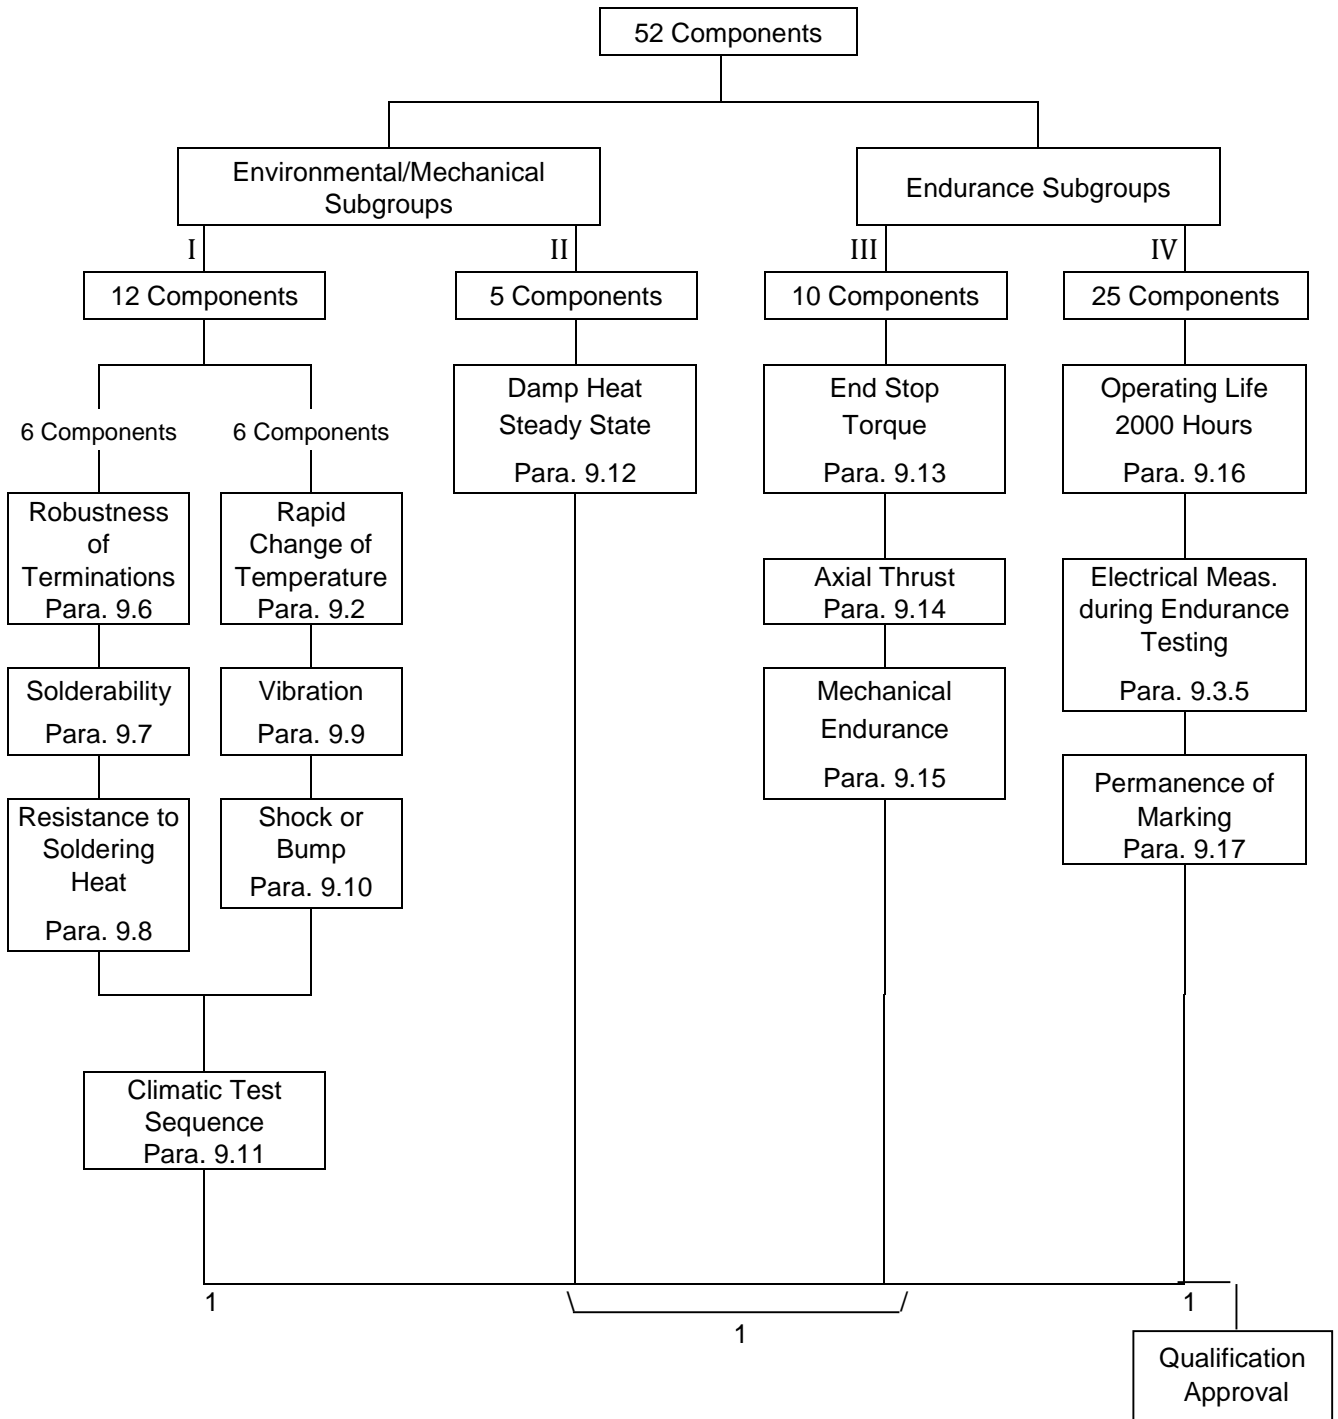 52 Components
Environmental/Mechanical
Subgroups
Endurance Subgroups
I
II
III
IV
12 Components
5 Components
10 Components
25 Components
6 Components
6 Components
Robustness
of
Terminations
Para. 9.6
Rapid
Change of
Temperature
Para. 9.2
Damp Heat
Steady State
Para. 9.12
End Stop
Torque
Para. 9.13
Operating Life
2000 Hours
Para. 9.16
Solderability
Para. 9.7
Vibration
Para. 9.9
Axial Thrust
Para. 9.14
Electrical Meas.
during Endurance
Testing
Para. 9.3.5
Resistance to
Soldering
Heat
Para. 9.8
Shock or
Bump
Para. 9.10
Mechanical
Endurance
Para. 9.15
Permanence of
Marking
Para. 9.17
Climatic Test
Sequence
Para. 9.11
1
1
1
Qualification
Approval